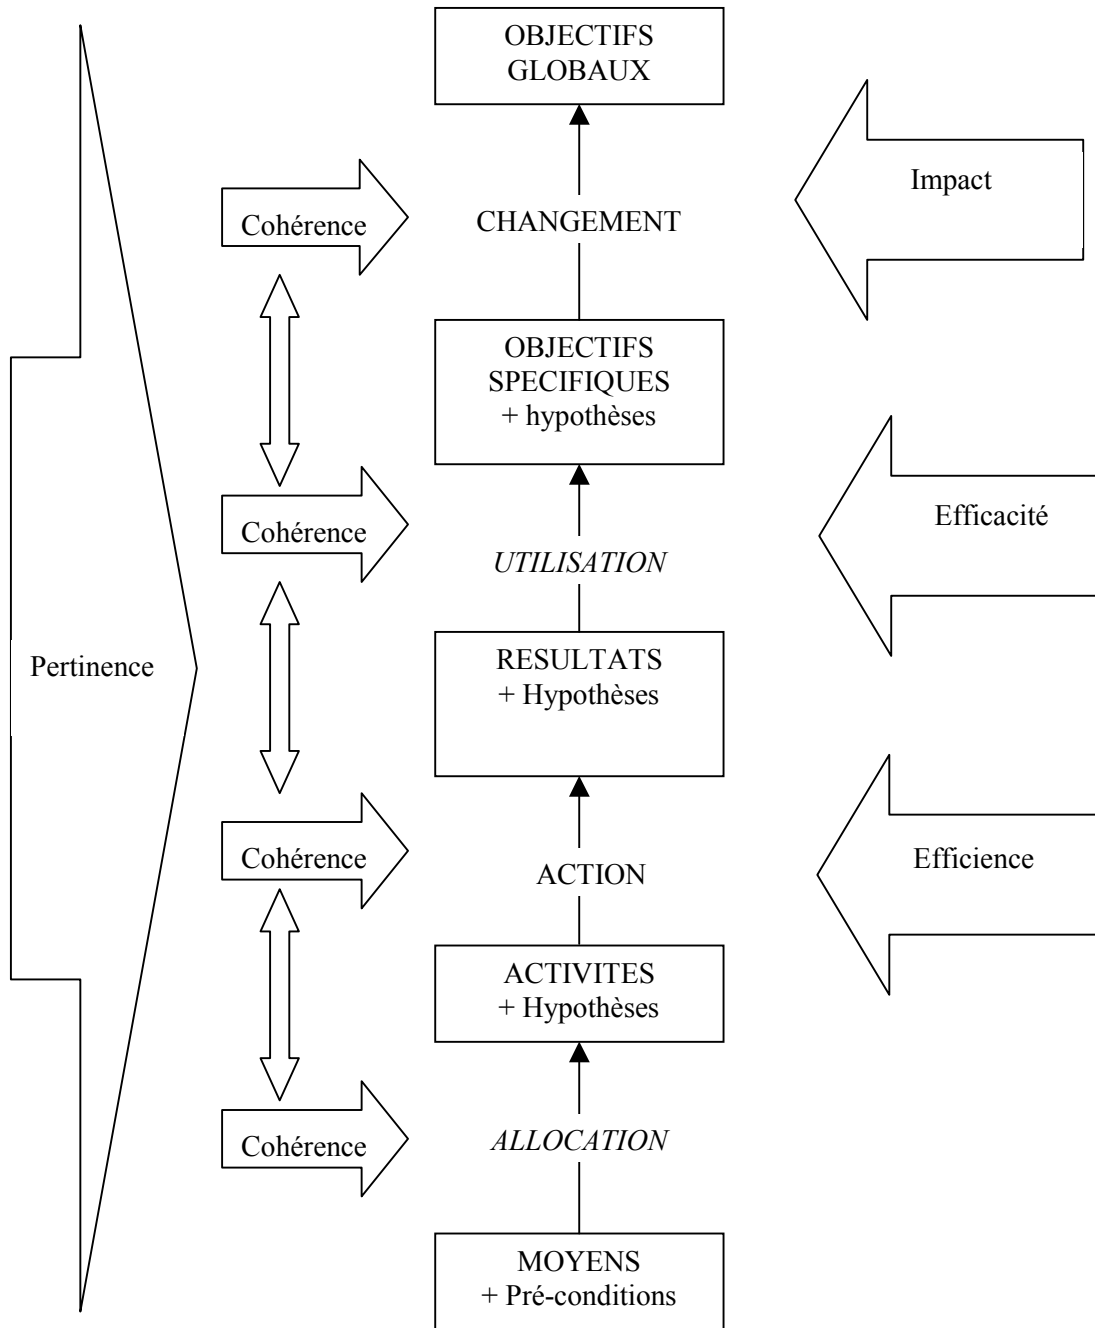 OBJECTIFS
GLOBAUX
Impact
Cohérence
CHANGEMENT
OBJECTIFS
SPECIFIQUES
+ hypothèses
Efficacité
Cohérence
UTILISATION
Pertinence
RESULTATS
+ Hypothèses
Cohérence
Efficience
ACTION
ACTIVITES
+ Hypothèses
Cohérence
ALLOCATION
MOYENS
+ Pré-conditions